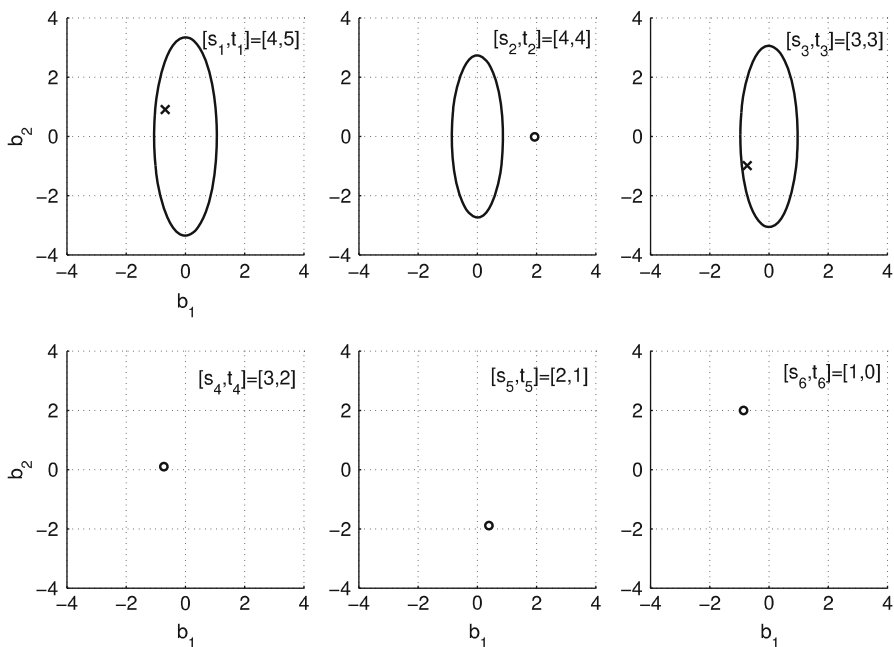 [s1,t1]=[4,5]
[s2,t2]=[4,4]
[s3,t3]=[3,3]
4 4 4
2 2 2
b2 0 0 0
−2 −2 −2
−4 −4 −4
−4 −2 0 2 4 −4 −2 0 2 4 −4 −2 0 2 4
b1
[s4,t4]=[3,2]
[s5,t5]=[2,1]
[s6,t6]=[1,0]
4 4 4
2 2 2
b2 0 0 0
−2 −2 −2
−4 −4 −4
−4 −2 0 2 4 −4 −2 0 2 4 −4 −2 0 2 4
b1 b1 b1